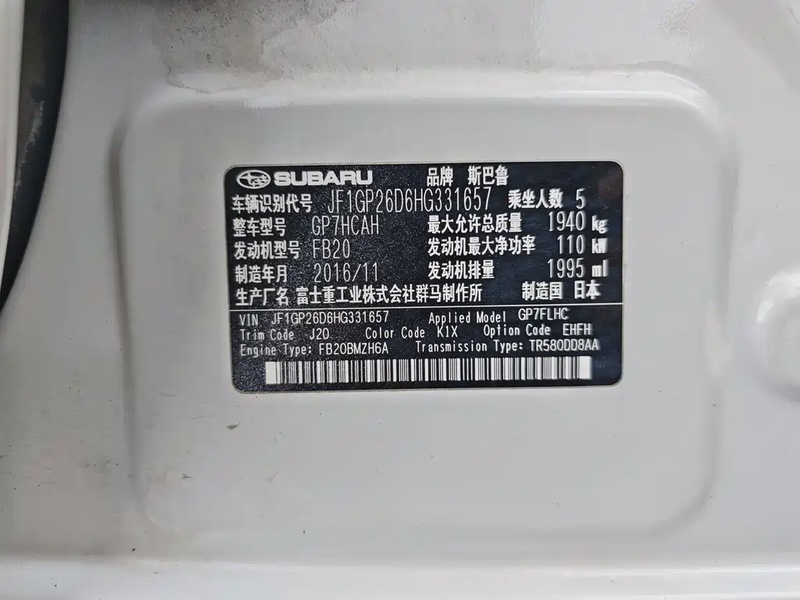 SUBARU 品牌 斯巴鲁
车辆识别代号 JF1GP26D6HG331657 乘坐人数 5
整车型号 GP7HCAH 最大允许总质量 1940 kg
发动机型号 FB20 发动机最大净功率 110 kW
制造年月 2016/11 发动机排量 1995 ml
生产厂名 富士重工业株式会社群马制作所 制造国 日本
VIN JF1GP26D6HG331657 Applied Model GP7FLHC
Trim Code J20 Color Code K1X Option Code EHFH
Engine Type: FB20BMZH6A Transmission Type: TR580DD8AA